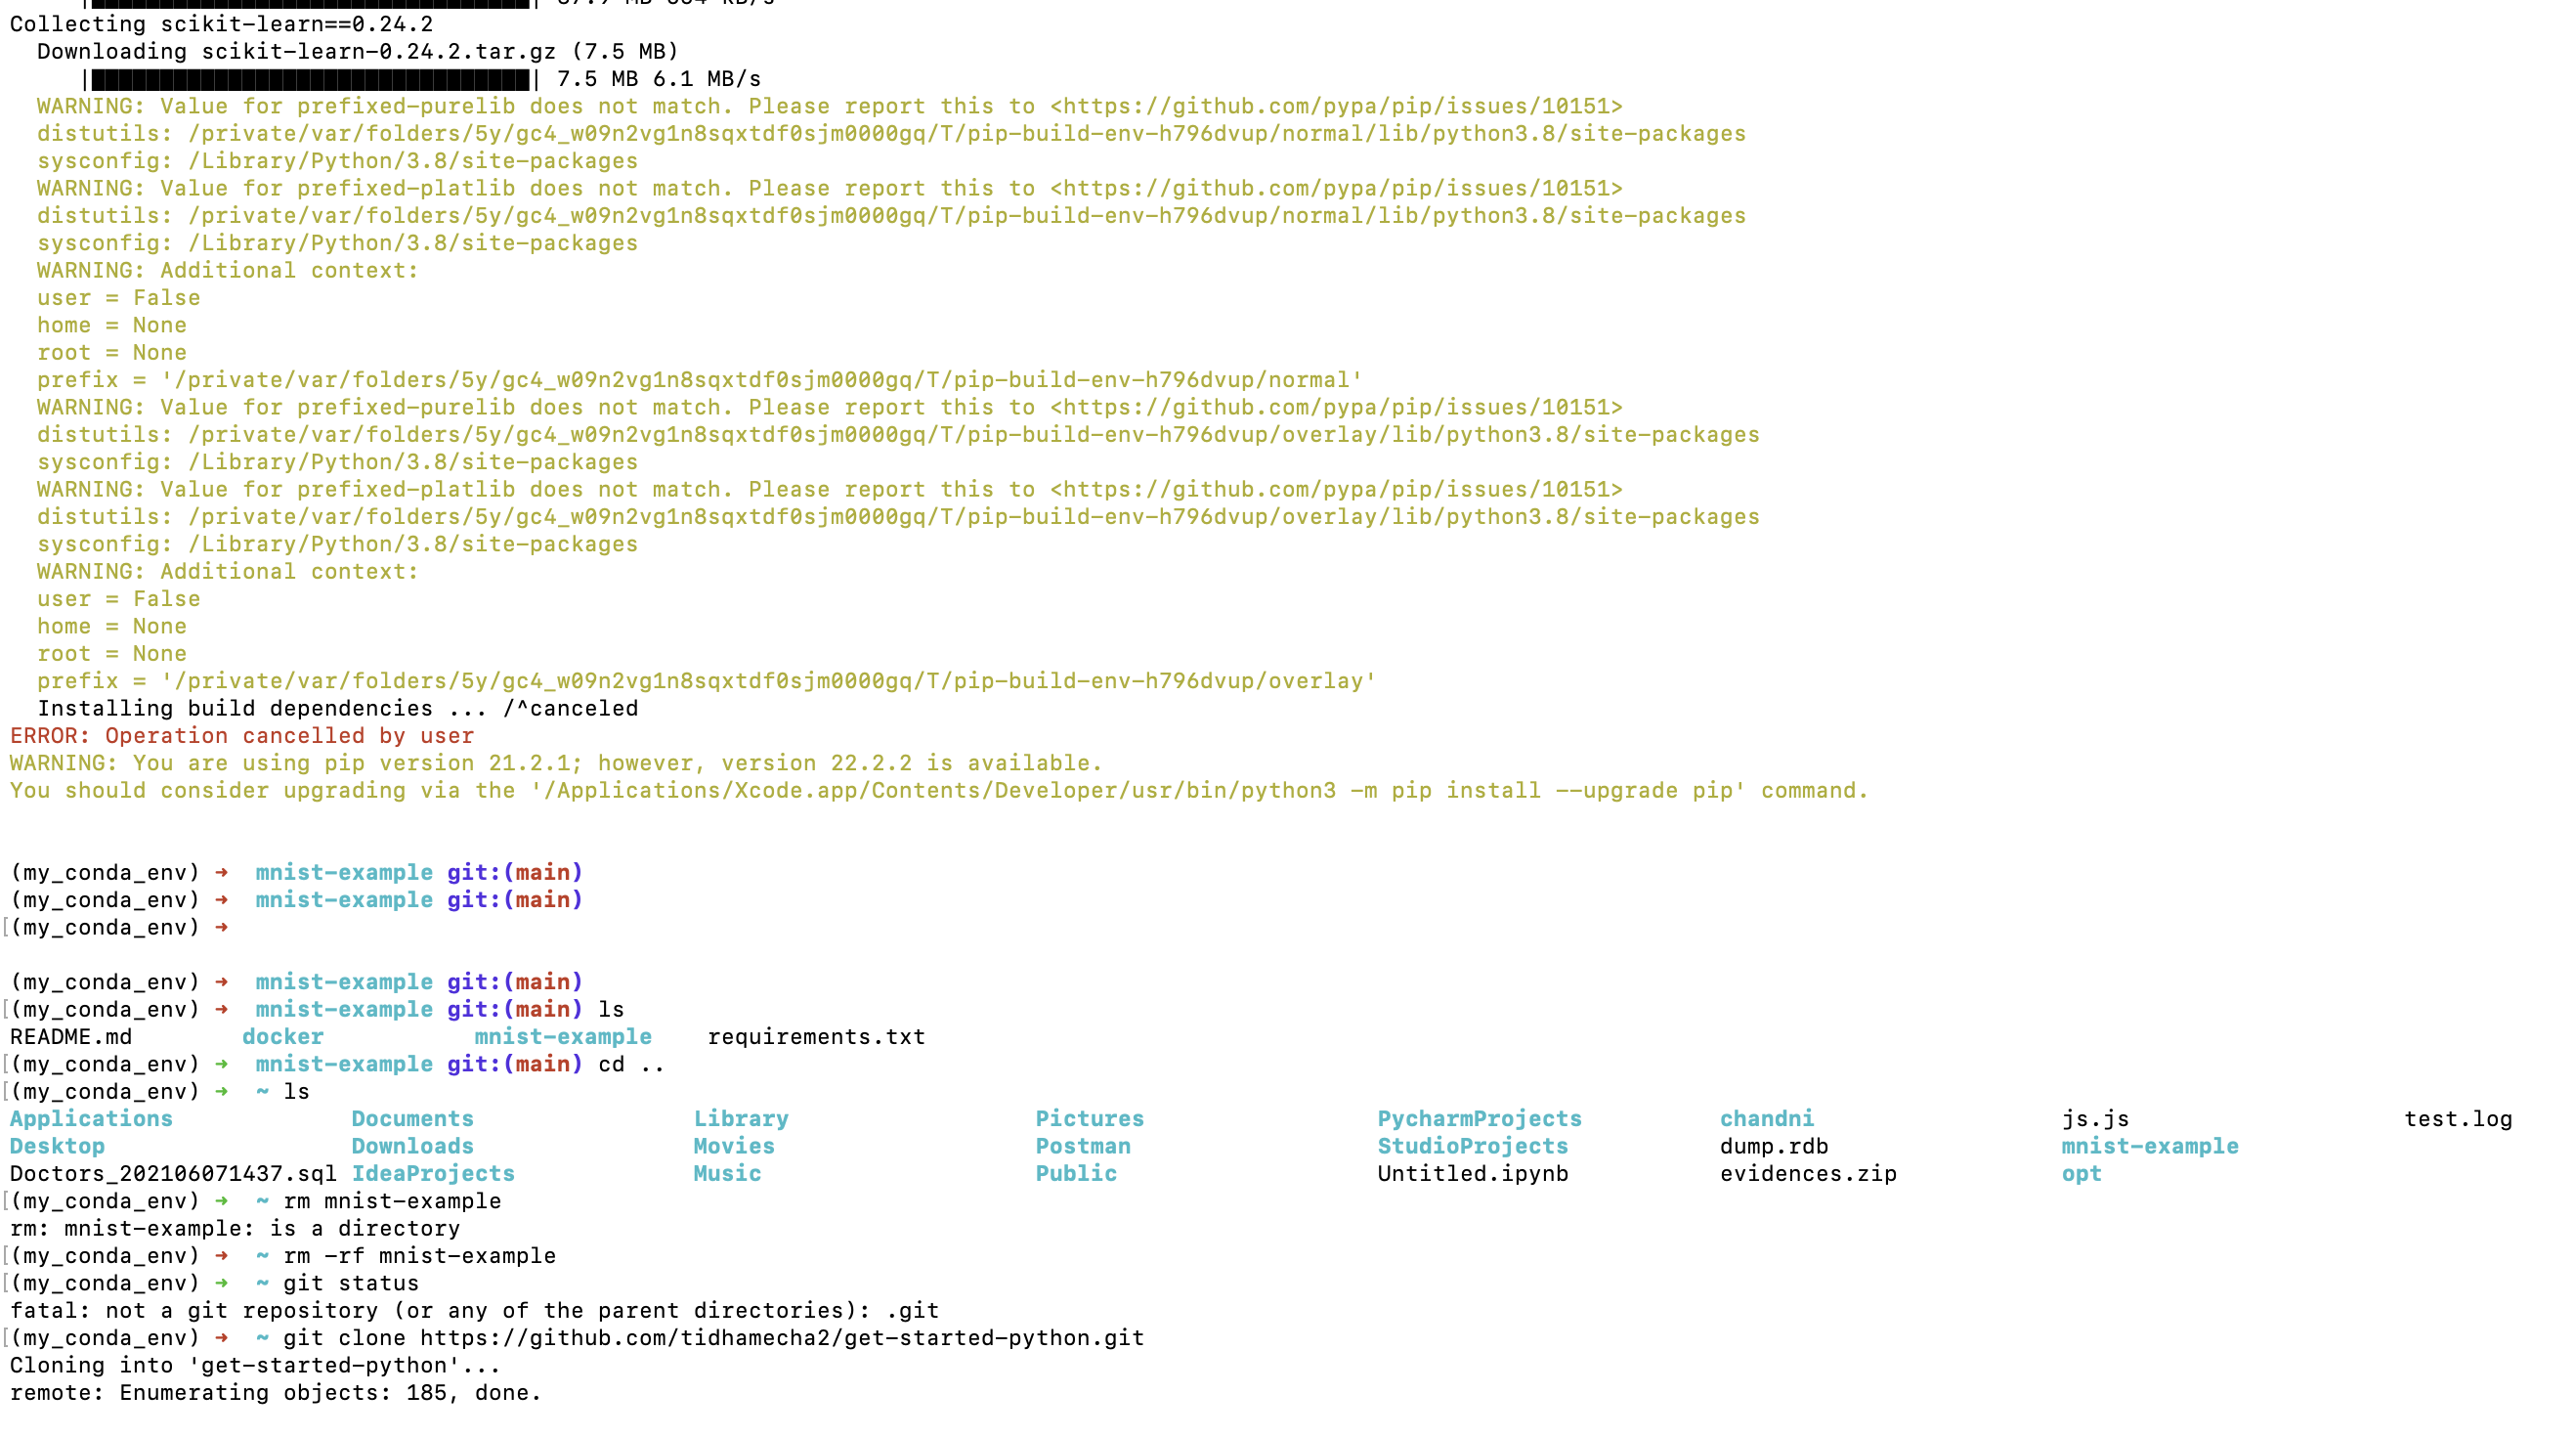 Collecting scikit-learn==0.24.2
Downloading scikit-learn-0.24.2.tar.gz (7.5 MB)
| 7.5 MB 6.1 MB/s
WARNING: Value for prefixed-purelib does not match. Please report this to <https://github.com/pypa/pip/issues/10151>
distutils: /private/var/folders/5y/gc4_w09n2vg1n8sqxtdf0sjm0000gq/T/pip-build-env-h796dvup/normal/lib/python3.8/site-packages
sysconfig: /Library/Python/3.8/site-packages
WARNING: Value for prefixed-platlib does not match. Please report this to <https://github.com/pypa/pip/issues/10151>
distutils: /private/var/folders/5y/gc4_w09n2vg1n8sqxtdf0sjm0000gq/T/pip-build-env-h796dvup/normal/lib/python3.8/site-packages
sysconfig: /Library/Python/3.8/site-packages
WARNING: Additional context:
user = False
home = None
root = None
prefix = '/private/var/folders/5y/gc4_w09n2vg1n8sqxtdf0sjm0000gq/T/pip-build-env-h796dvup/normal'
WARNING: Value for prefixed-purelib does not match. Please report this to <https://github.com/pypa/pip/issues/10151>
distutils: /private/var/folders/5y/gc4_w09n2vg1n8sqxtdf0sjm0000gq/T/pip-build-env-h796dvup/overlay/lib/python3.8/site-packages
sysconfig: /Library/Python/3.8/site-packages
WARNING: Value for prefixed-platlib does not match. Please report this to <https://github.com/pypa/pip/issues/10151>
distutils: /private/var/folders/5y/gc4_w09n2vg1n8sqxtdf0sjm0000gq/T/pip-build-env-h796dvup/overlay/lib/python3.8/site-packages
sysconfig: /Library/Python/3.8/site-packages
WARNING: Additional context:
user = False
home = None
root = None
prefix = '/private/var/folders/5y/gc4_w09n2vg1n8sqxtdf0sjm0000gq/T/pip-build-env-h796dvup/overlay'
Installing build dependencies ... /^canceled
ERROR: Operation cancelled by user
WARNING: You are using pip version 21.2.1; however, version 22.2.2 is available.
You should consider upgrading via the '/Applications/Xcode.app/Contents/Developer/usr/bin/python3 -m pip install --upgrade pip' command.
(my_conda_env) ➜ mnist-example git:(main)
(my_conda_env) ➜ mnist-example git:(main)
[(my_conda_env) ➜
(my_conda_env) ➜ mnist-example git:(main)
[(my_conda_env) ➜ mnist-example git:(main) ls
README.md docker mnist-example requirements.txt
[(my_conda_env) ➜ mnist-example git:(main) cd ..
[(my_conda_env) ➜ ~ ls
Applications Documents Library Pictures PycharmProjects chandni js.js test.log
Desktop Downloads Movies Postman StudioProjects dump.rdb mnist-example
Doctors_202106071437.sql IdeaProjects Music Public Untitled.ipynb evidences.zip opt
[(my_conda_env) ➜ ~ rm mnist-example
rm: mnist-example: is a directory
[(my_conda_env) ➜ ~ rm -rf mnist-example
[(my_conda_env) ➜ ~ git status
fatal: not a git repository (or any of the parent directories): .git
[(my_conda_env) ➜ ~ git clone https://github.com/tidhamecha2/get-started-python.git
Cloning into 'get-started-python'...
remote: Enumerating objects: 185, done.